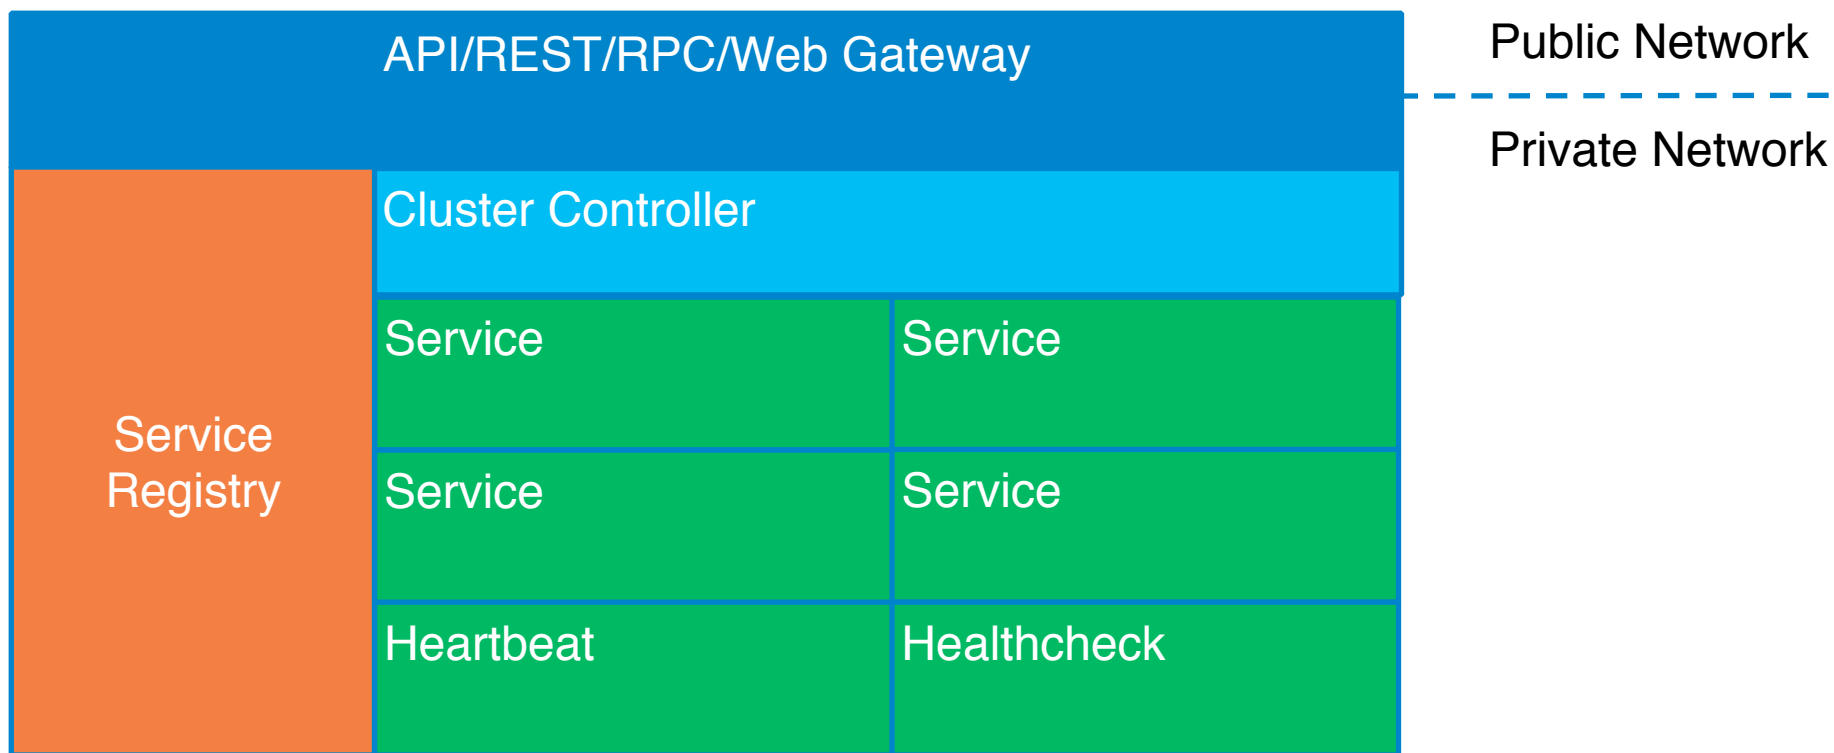 API/REST/RPC/Web Gateway
Public Network
Private Network
Cluster Controller
Service
Registry
Service
Service
Service
Service
Heartbeat
Healthcheck